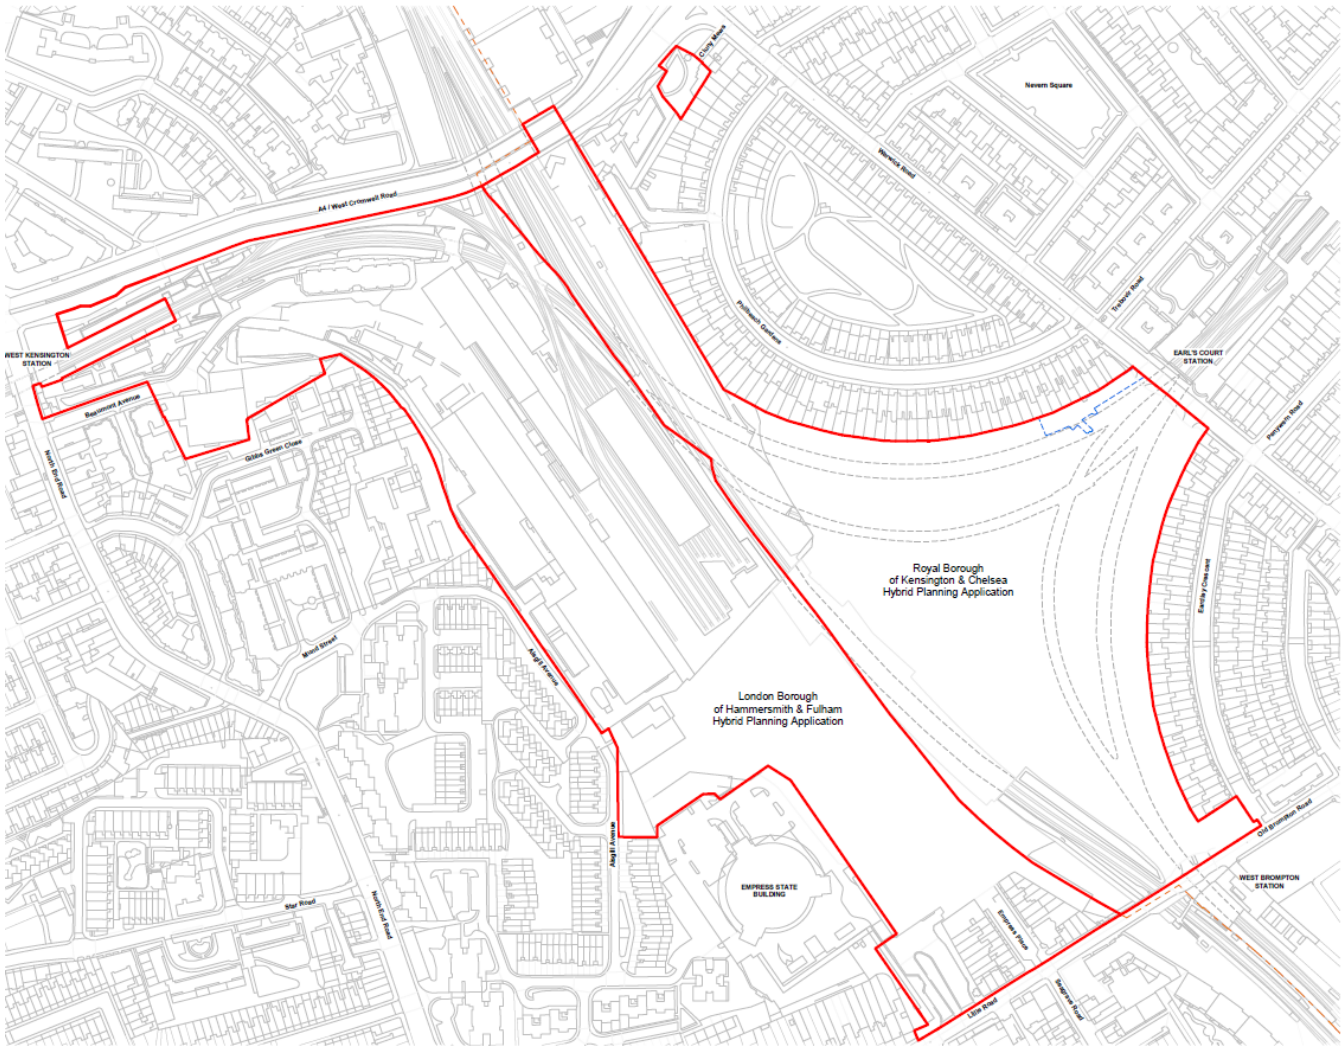 Cluny Mews
Nevern Square
Warwick Road
A4 / West Cromwell Road
Trebovir Road
Philbeach Gardens
EARL'S COURT
STATION
WEST KENSINGTON
STATION
Beaumont Avenue
Penywern Road
Gibbs Green Close
North End Road
Royal Borough
of Kensington & Chelsea
Hybrid Planning Application
Eardley Crescent
Mund Street
Aisgill Avenue
London Borough
of Hammersmith & Fulham
Hybrid Planning Application
Old Brompton Road
Aisgill Avenue
EMPRESS STATE
BUILDING
WEST BROMPTON
STATION
Star Road
North End Road
Empress Place
Lillie Road
Seagrave Road